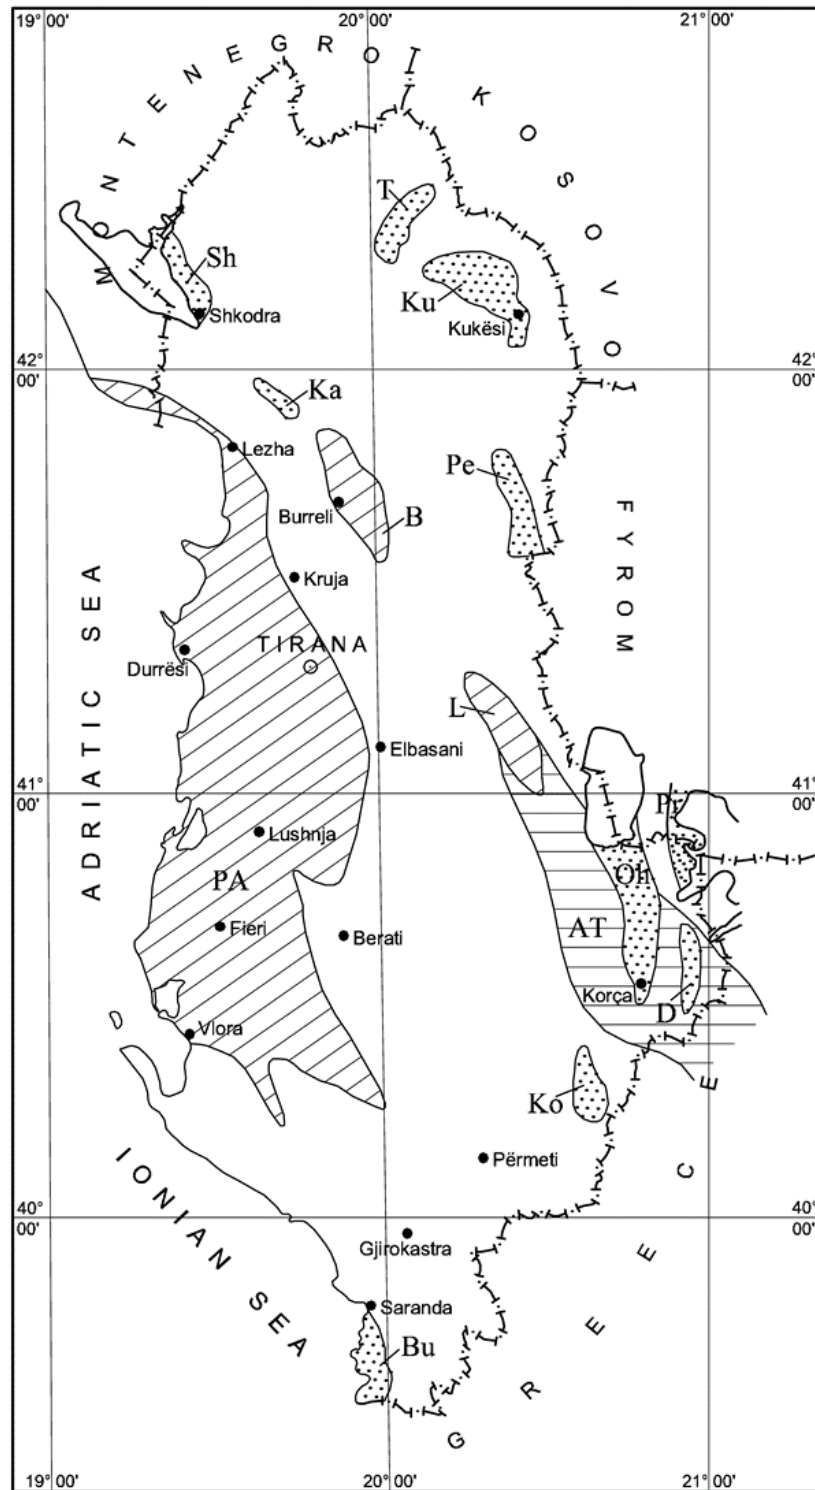 19° 00' 20° 00' 21° 00'
MONTENEGRO
KOSOVO
T
Sh
Ku
Shkodra
Kukësi
42° 00' 42° 00'
Ka
Lezha
Pe
Burreli
B
Kruja
FYROM
ADRIATIC SEA
TIRANA
Durrësi
L
Elbasani
41° 00' 41° 00'
Pr
Lushnja
PA
Oh
Fieri
Berati
AT
Korça
D
Vlora
Ko
Përmeti
IONIAN SEA
40° 00' 40° 00'
Gjirokastra
Saranda
Bu
GREECE
19° 00' 20° 00' 21° 00'